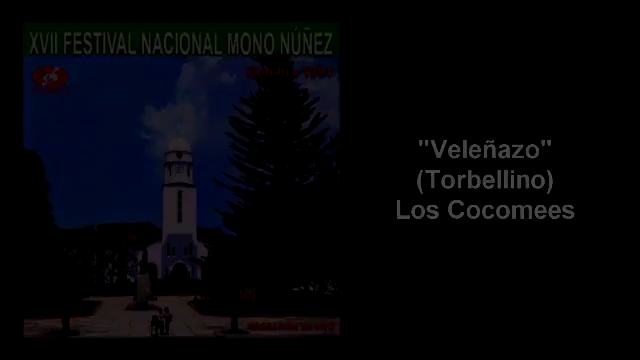 XVII FESTIVAL NACIONAL MONO NÚÑEZ
"Veleñazo"
(Torbellino)
Los Cocomees